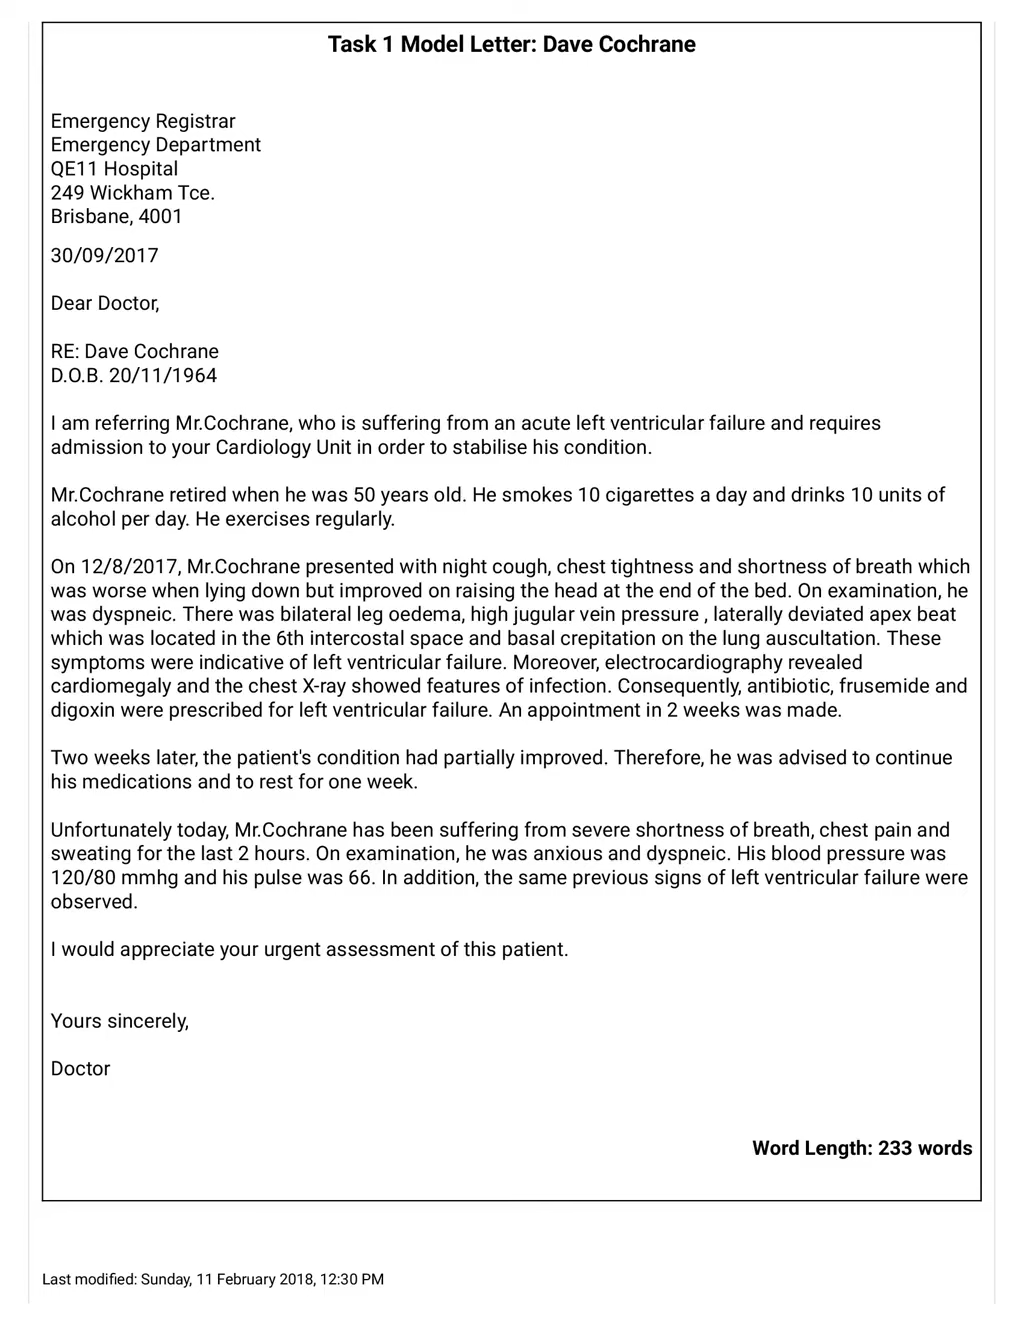 Task 1 Model Letter: Dave Cochrane
Emergency Registrar
Emergency Department
QE11 Hospital
249 Wickham Tce.
Brisbane, 4001
30/09/2017
Dear Doctor,
RE: Dave Cochrane
D.O.B. 20/11/1964
I am referring Mr.Cochrane, who is suffering from an acute left ventricular failure and requires
admission to your Cardiology Unit in order to stabilise his condition.
Mr.Cochrane retired when he was 50 years old. He smokes 10 cigarettes a day and drinks 10 units of
alcohol per day. He exercises regularly.
On 12/8/2017, Mr.Cochrane presented with night cough, chest tightness and shortness of breath which
was worse when lying down but improved on raising the head at the end of the bed. On examination, he
was dyspneic. There was bilateral leg oedema, high jugular vein pressure , laterally deviated apex beat
which was located in the 6th intercostal space and basal crepitation on the lung auscultation. These
symptoms were indicative of left ventricular failure. Moreover, electrocardiography revealed
cardiomegaly and the chest X-ray showed features of infection. Consequently, antibiotic, frusemide and
digoxin were prescribed for left ventricular failure. An appointment in 2 weeks was made.
Two weeks later, the patient's condition had partially improved. Therefore, he was advised to continue
his medications and to rest for one week.
Unfortunately today, Mr.Cochrane has been suffering from severe shortness of breath, chest pain and
sweating for the last 2 hours. On examination, he was anxious and dyspneic. His blood pressure was
120/80 mmhg and his pulse was 66. In addition, the same previous signs of left ventricular failure were
observed.
I would appreciate your urgent assessment of this patient.
Yours sincerely,
Doctor
Word Length: 233 words
Last modified: Sunday, 11 February 2018, 12:30 PM